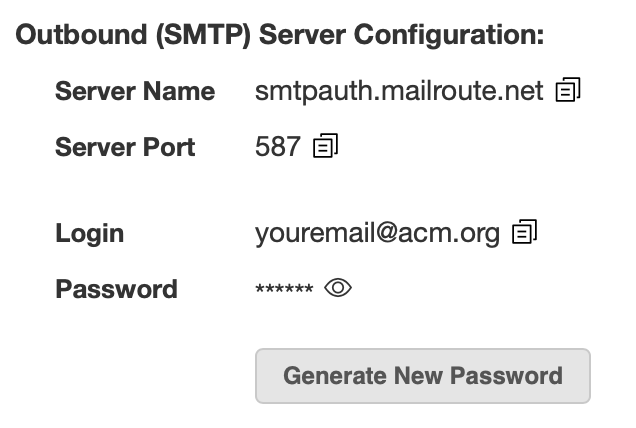 Outbound (SMTP) Server Configuration:
Server Name smtpauth.mailroute.net
Server Port 587
Login youremail@acm.org
Password ******
Generate New Password